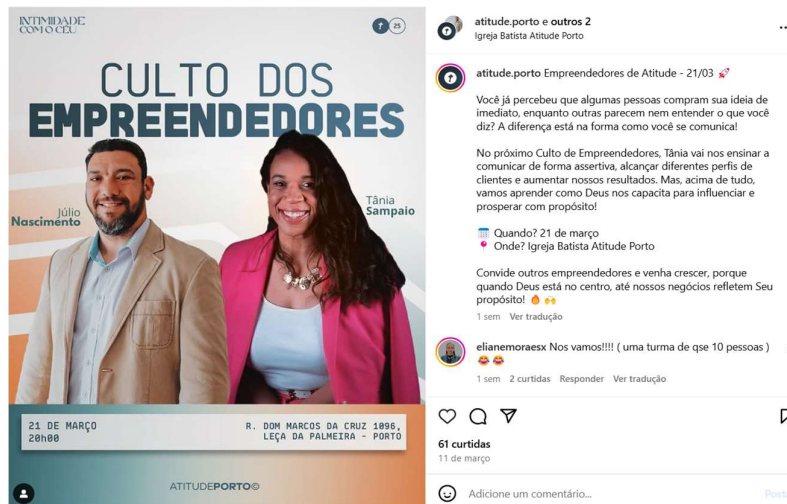 INTIMIDADE
COM O CÉU
25
CULTO DOS
EMPREENDEDORES
Júlio
Nascimento
Tânia
Sampaio
21 DE MARÇO
20h00
R. DOM MARCOS DA CRUZ 1096,
LEÇA DA PALMEIRA - PORTO
ATITUDEPORTO©
atitude.porto e outros 2
Igreja Batista Atitude Porto
atitude.porto Empreendedores de Atitude - 21/03 🚀
Você já percebeu que algumas pessoas compram sua ideia de
imediato, enquanto outras parecem nem entender o que você
diz? A diferença está na forma como você se comunica!
No próximo Culto de Empreendedores, Tânia vai nos ensinar a
comunicar de forma assertiva, alcançar diferentes perfis de
clientes e aumentar nossos resultados. Mas, acima de tudo,
vamos aprender como Deus nos capacita para influenciar e
prosperar com propósito!
🗓️ Quando? 21 de março
📍 Onde? Igreja Batista Atitude Porto
Convide outros empreendedores e venha crescer, porque
quando Deus está no centro, até nossos negócios refletem Seu
propósito! 🔥 🙌
1 sem Ver tradução
elianemoraesx Nos vamos!!!! ( uma turma de qse 10 pessoas )
😂 😂
1 sem 2 curtidas Responder Ver tradução
61 curtidas
11 de março
Adicione um comentário...